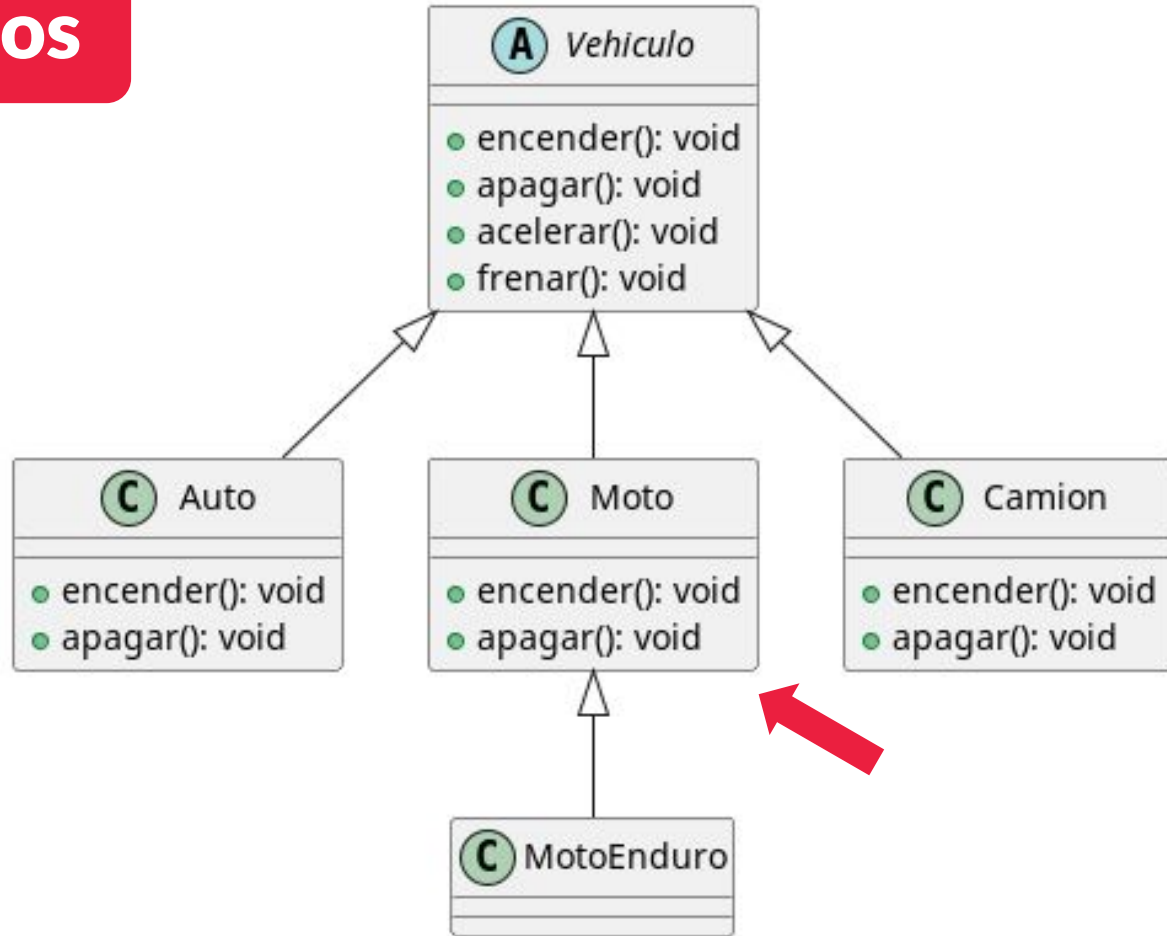 os
A Vehiculo
encender(): void
apagar(): void
acelerar(): void
frenar(): void
C Auto
encender(): void
apagar(): void
C Moto
encender(): void
apagar(): void
C Camion
encender(): void
apagar(): void
C MotoEnduro